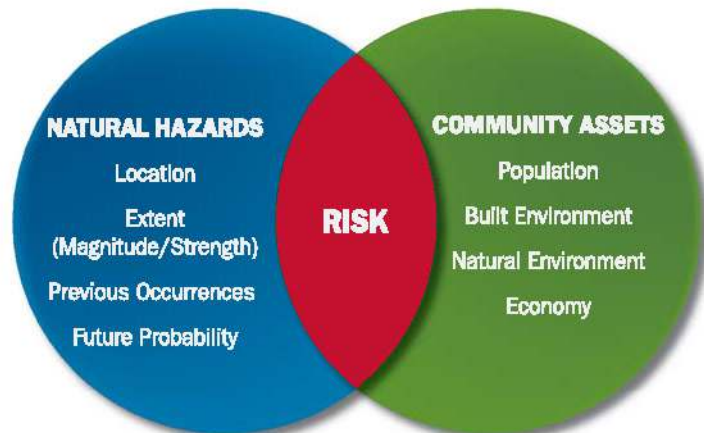 NATURAL HAZARDS
Location
Extent
(Magnitude/Strength)
Previous Occurrences
Future Probability
RISK
COMMUNITY ASSETS
Population
Built Environment
Natural Environment
Economy